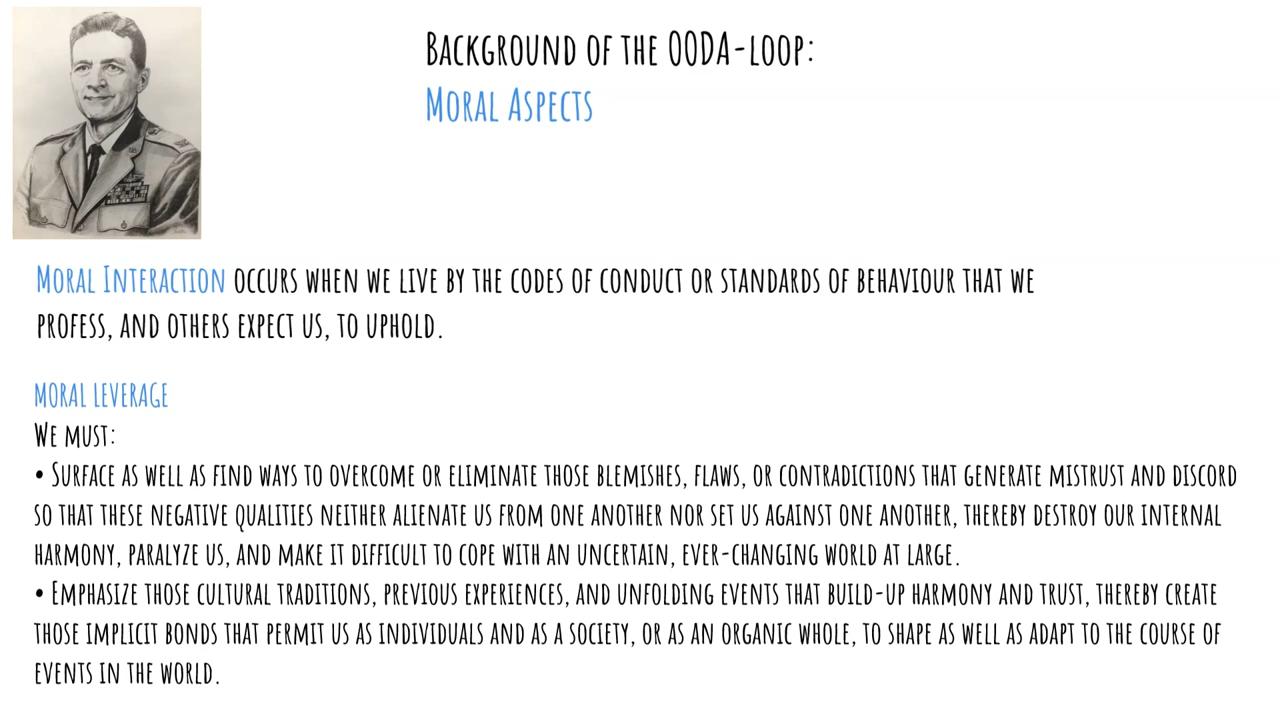 Background of the OODA-loop:
Moral Aspects
Moral Interaction occurs when we live by the codes of conduct or standards of behaviour that we
profess, and others expect us, to uphold.
moral leverage
We must:
• Surface as well as find ways to overcome or eliminate those blemishes, flaws, or contradictions that generate mistrust and discord
so that these negative qualities neither alienate us from one another nor set us against one another, thereby destroy our internal
harmony, paralyze us, and make it difficult to cope with an uncertain, ever-changing world at large.
• Emphasize those cultural traditions, previous experiences, and unfolding events that build-up harmony and trust, thereby create
those implicit bonds that permit us as individuals and as a society, or as an organic whole, to shape as well as adapt to the course of
events in the world.